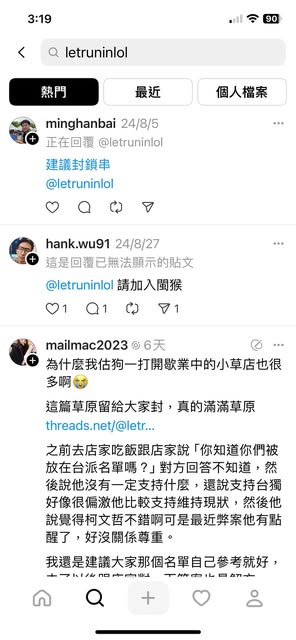 3:19
90
letruninlol
熱門
最近
個人檔案
minghanbai 24/8/5
正在回覆 @letruninlol
建議封鎖串
@letruninlol
hank.wu91 24/8/27
這是回覆已無法顯示的貼文
@letruninlol 請加入閩猴
1 1 1
mailmac2023 6天
為什麼我估狗一打開歇業中的小草店也很
多啊😭
這篇草原留給大家封，真的滿滿草原
threads.net/@letr...
之前去店家吃飯跟店家說「你知道你們被
放在台派名單嗎？」對方回答不知道，然
後說他沒有一定支持什麼，還說支持台獨
好像很偏激他比較支持維持現狀，然後他
說覺得柯文哲不錯啊可是最近弊案他有點
醒了，好沒關係尊重。
我還是建議大家那個名單自己參考就好，